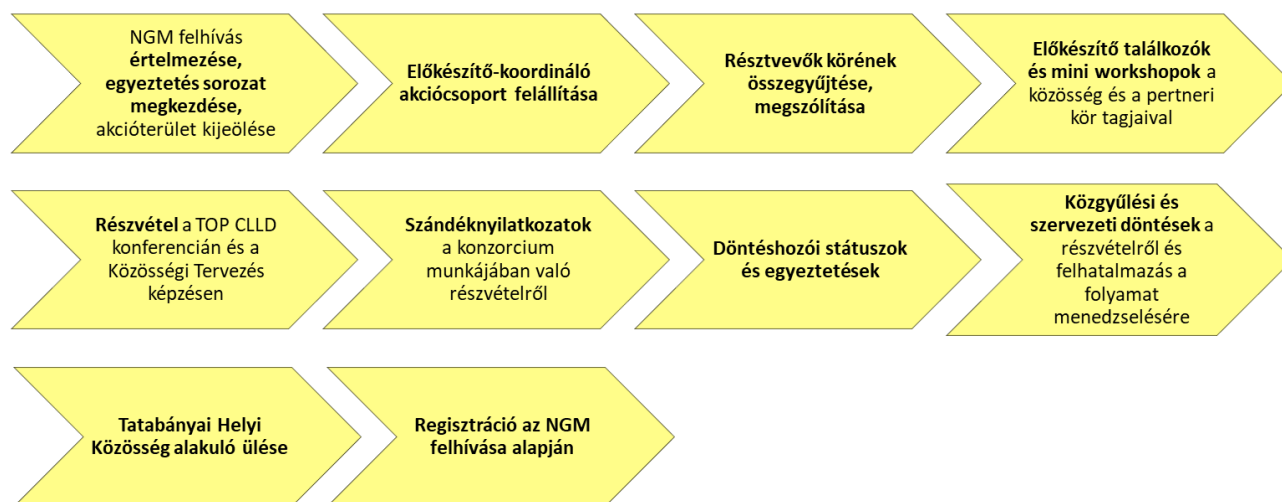 NGM felhívás
értelmezése,
egyeztetés sorozat
megkezdése,
akcióterület kijeölése
Előkészítő-koordináló
akciócsoport felállítása
Résztvevők körének
összegyűjtése,
megszólítása
Előkészítő találkozók
és mini workshopok a
közösség és a pertneri
kör tagjaival
Részvétel a TOP CLLD
konferencián és a
Közösségi Tervezés
képzésen
Szándéknyilatkozatok
a konzorcium
munkájában való
részvételről
Döntéshozói státuszok
és egyeztetések
Közgyűlési és
szervezeti döntések a
részvételről és
felhatalmazás a
folyamat
menedzselésére
Tatabányai Helyi
Közösség alakuló ülése
Regisztráció az NGM
felhívása alapján